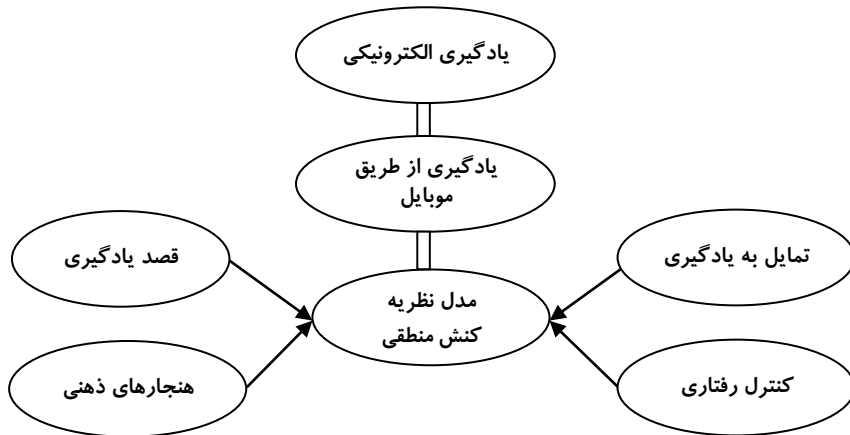 یادگیری الکترونیکی
یادگیری از طریق
موبایل
تمایل به یادگیری
قصد یادگیری
مدل نظریه
کنش منطقی
کنترل رفتاری
هنجارهای ذهنی